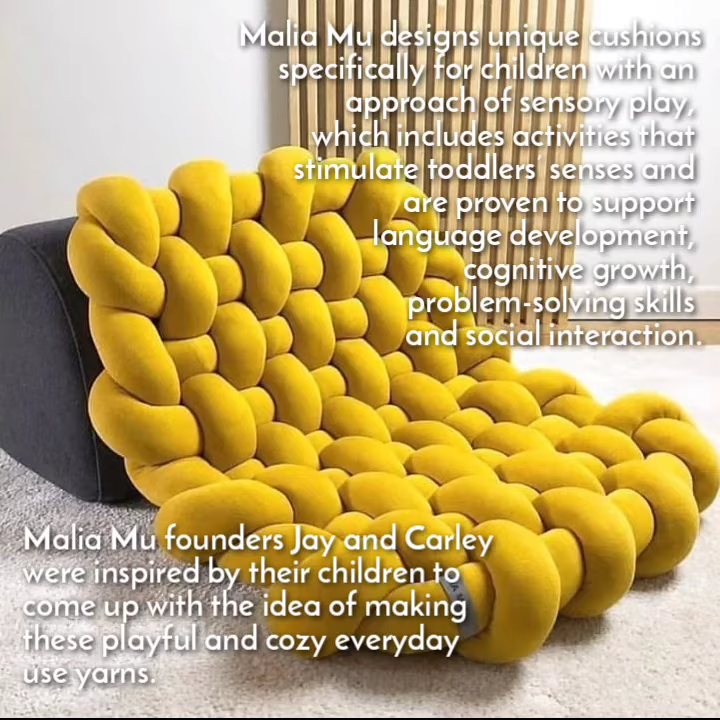 Malia Mu designs unique cushions
specifically for children with an
approach of sensory play,
which includes activities that
stimulate toddlers' senses and
are proven to support
language development,
cognitive growth,
problem-solving skills
and social interaction.
Malia Mu founders Jay and Carley
were inspired by their children to
come up with the idea of making
these playful and cozy everyday
use yarns.